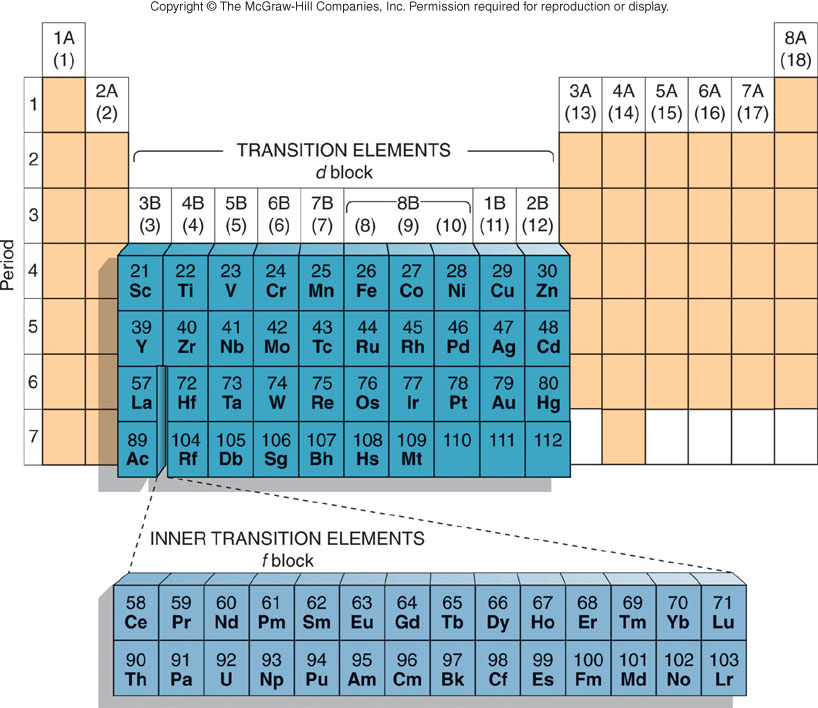 Copyright © The McGraw-Hill Companies, Inc. Permission required for reproduction or display.
1A 8A
(1) (18)
1 2A 3A 4A 5A 6A 7A
(2) (13) (14) (15) (16) (17)
2 TRANSITION ELEMENTS
d block
3 3B 4B 5B 6B 7B 8B 1B 2B
(3) (4) (5) (6) (7) (8) (9) (10) (11) (12)
Period
4 21 22 23 24 25 26 27 28 29 30
Sc Ti V Cr Mn Fe Co Ni Cu Zn
5 39 40 41 42 43 44 45 46 47 48
Y Zr Nb Mo Tc Ru Rh Pd Ag Cd
6 57 72 73 74 75 76 77 78 79 80
La Hf Ta W Re Os Ir Pt Au Hg
7 89 104 105 106 107 108 109 110 111 112
Ac Rf Db Sg Bh Hs Mt
INNER TRANSITION ELEMENTS
f block
58 59 60 61 62 63 64 65 66 67 68 69 70 71
Ce Pr Nd Pm Sm Eu Gd Tb Dy Ho Er Tm Yb Lu
90 91 92 93 94 95 96 97 98 99 100 101 102 103
Th Pa U Np Pu Am Cm Bk Cf Es Fm Md No Lr